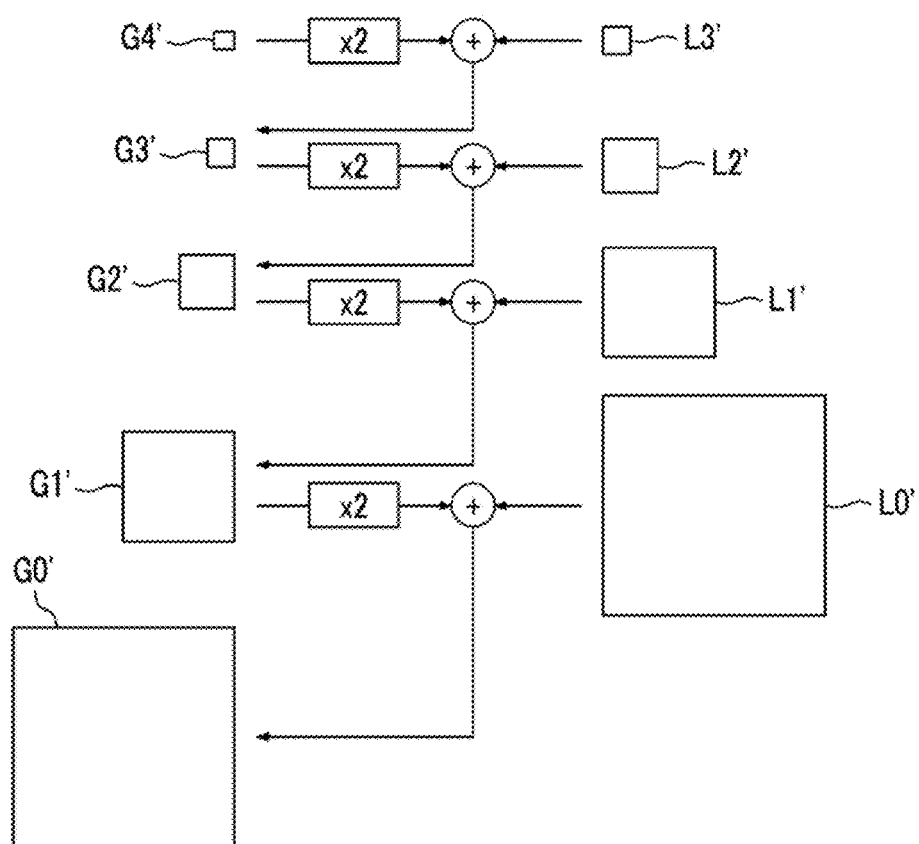 G4' x2 + L3'
G3' x2 + L2'
G2' x2 + L1'
G1' x2 + L0'
G0'